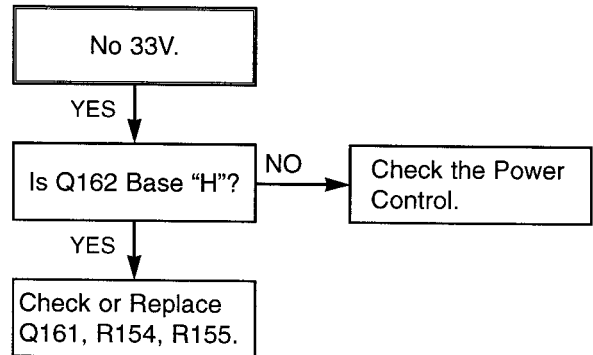 No 33V.
YES
Is Q162 Base “H”?
NO
Check the Power
Control.
YES
Check or Replace
Q161, R154, R155.